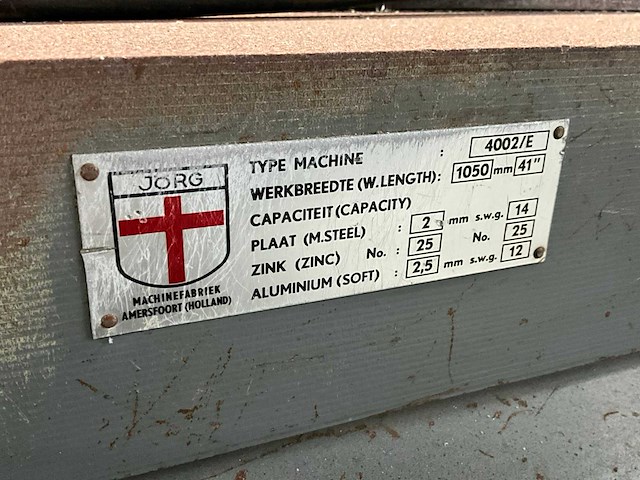 JÖRG
MACHINEFABRIEK
AMERSFOORT (HOLLAND)
TYPE MACHINE : 4002/E
WERKBREEDTE (W.LENGTH): 1050 mm 41"
CAPACITEIT (CAPACITY)
PLAAT (M.STEEL) : 2 mm s.w.g. 14
ZINK (ZINC) No. : 25 No. 25
ALUMINIUM (SOFT) : 2,5 mm s.w.g. 12